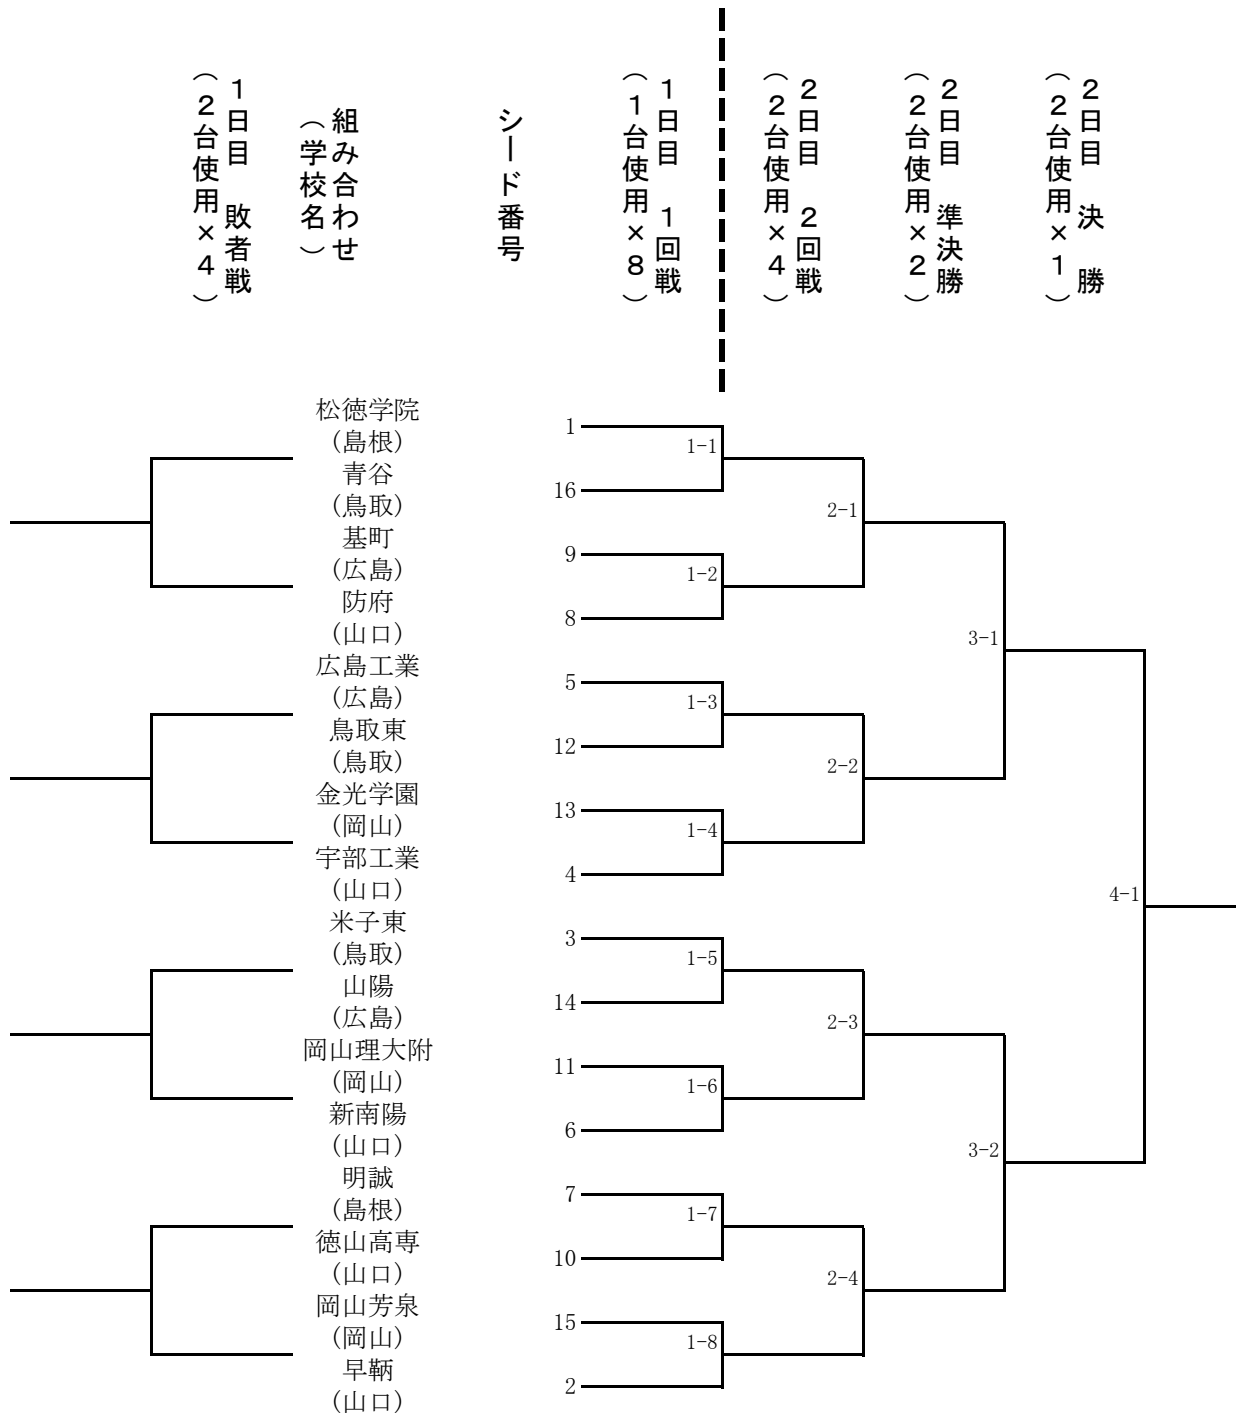 1日目 敗者戦
（2台使用×4）
組み合わせ
（学校名）
シード番号
1日目 1回戦
（1台使用×8）
2日目 2回戦
（2台使用×4）
2日目 準決勝
（2台使用×2）
2日目 決 勝
（2台使用×1）
松徳学院
(島根)
1
1-1
青谷
(鳥取)
16
2-1
基町
(広島)
9
1-2
防府
(山口)
8
3-1
広島工業
(広島)
5
1-3
鳥取東
(鳥取)
12
2-2
金光学園
(岡山)
13
1-4
宇部工業
(山口)
4
4-1
米子東
(鳥取)
3
1-5
山陽
(広島)
14
2-3
岡山理大附
(岡山)
11
1-6
新南陽
(山口)
6
3-2
明誠
(島根)
7
1-7
徳山高専
(山口)
10
2-4
岡山芳泉
(岡山)
15
1-8
早鞆
(山口)
2